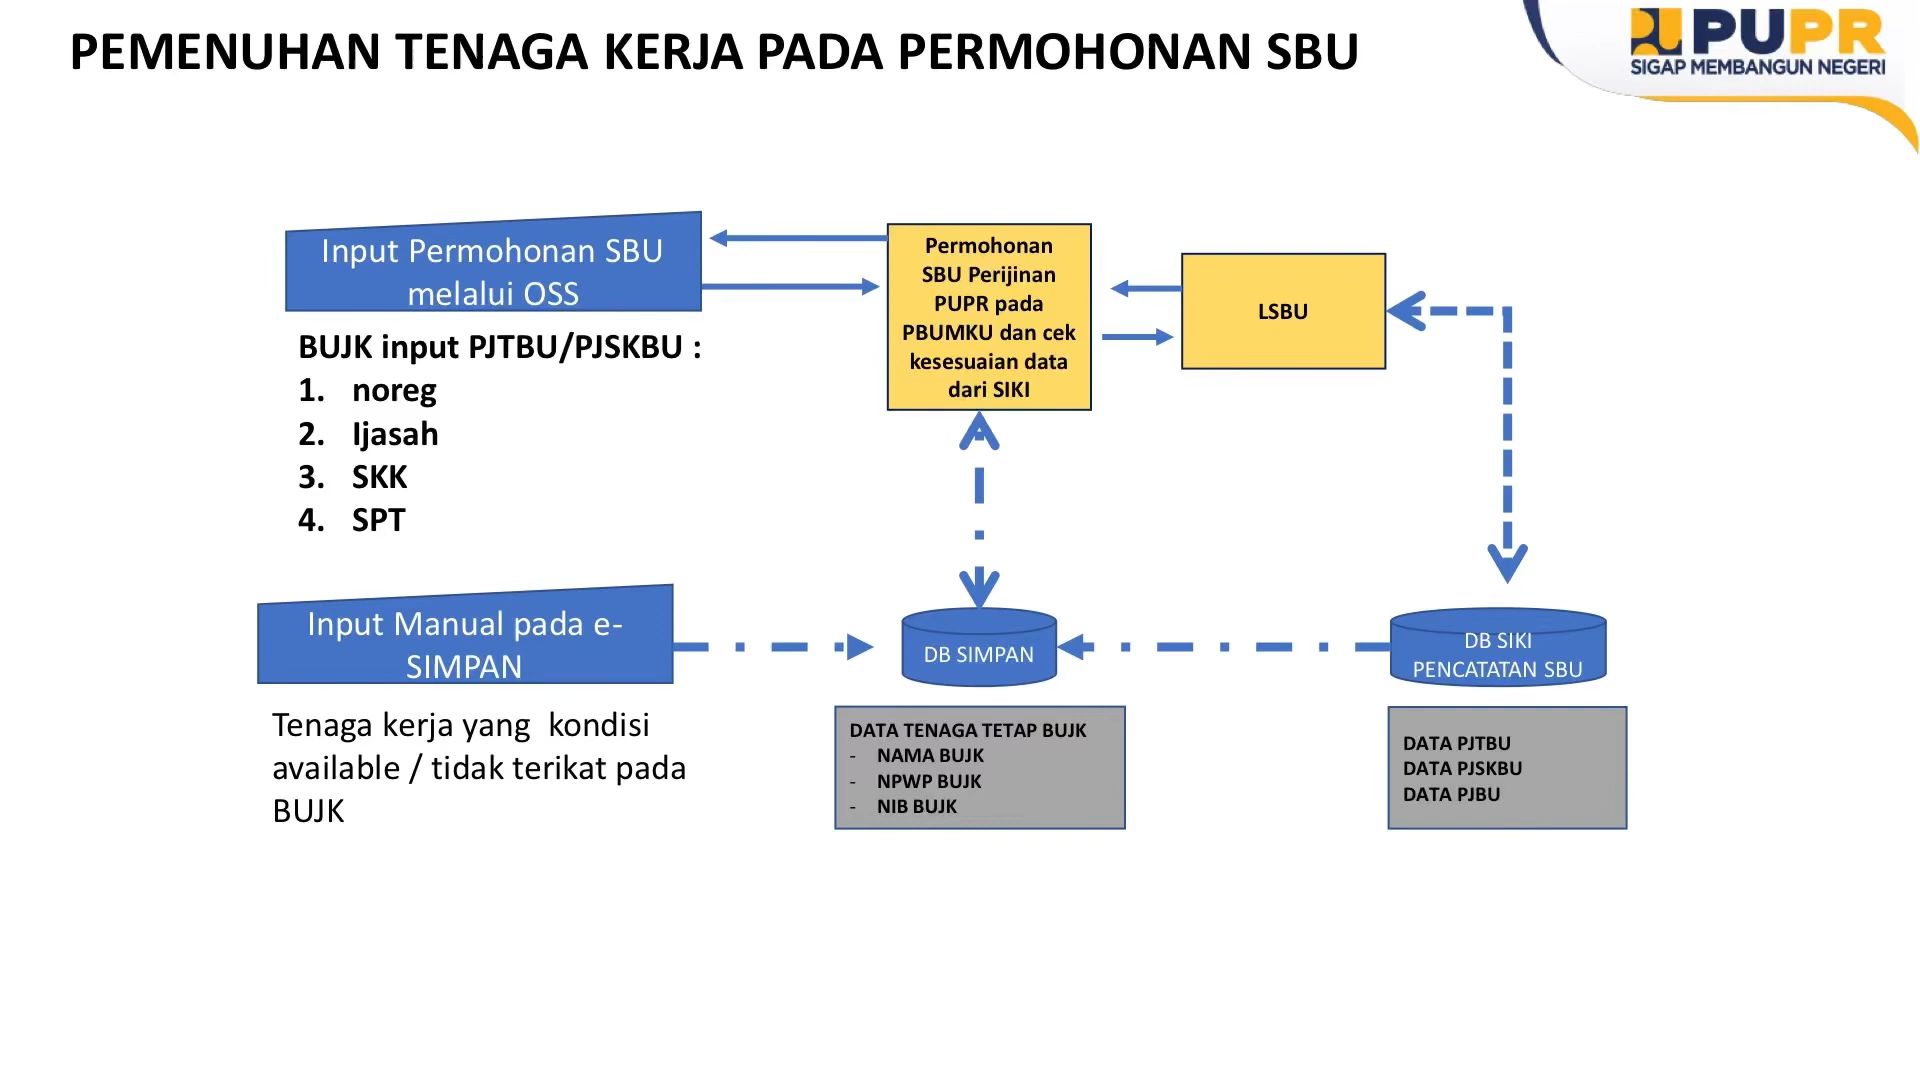 PEMENUHAN TENAGA KERJA PADA PERMOHONAN SBU
PUPR
SIGAP MEMBANGUN NEGERI
Input Permohonan SBU
melalui OSS
BUJK input PJTBU/PJSKBU :
1. noreg
2. Ijasah
3. SKK
4. SPT
Permohonan
SBU Perijinan
PUPR pada
PBUMKU dan cek
kesesuaian data
dari SIKI
LSBU
Input Manual pada e-
SIMPAN
Tenaga kerja yang kondisi
available / tidak terikat pada
BUJK
DB SIMPAN
DATA TENAGA TETAP BUJK
- NAMA BUJK
- NPWP BUJK
- NIB BUJK
DB SIKI
PENCATATAN SBU
DATA PJTBU
DATA PJSKBU
DATA PJBU